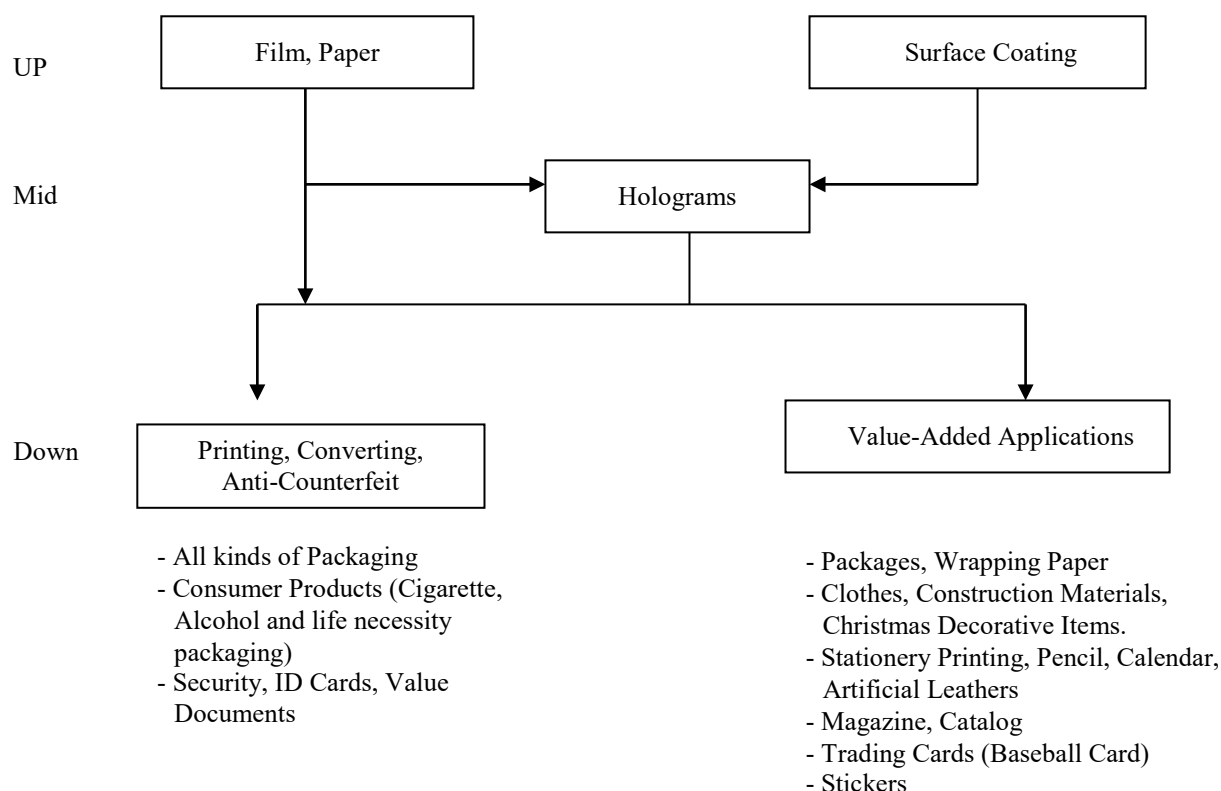 UP
Film, Paper
Surface Coating
Mid
Holograms
Down
Printing, Converting,
Anti-Counterfeit
Value-Added Applications
- All kinds of Packaging
- Consumer Products (Cigarette,
Alcohol and life necessity
packaging)
- Security, ID Cards, Value
Documents
- Packages, Wrapping Paper
- Clothes, Construction Materials,
Christmas Decorative Items.
- Stationery Printing, Pencil, Calendar,
Artificial Leathers
- Magazine, Catalog
- Trading Cards (Baseball Card)
- Stickers